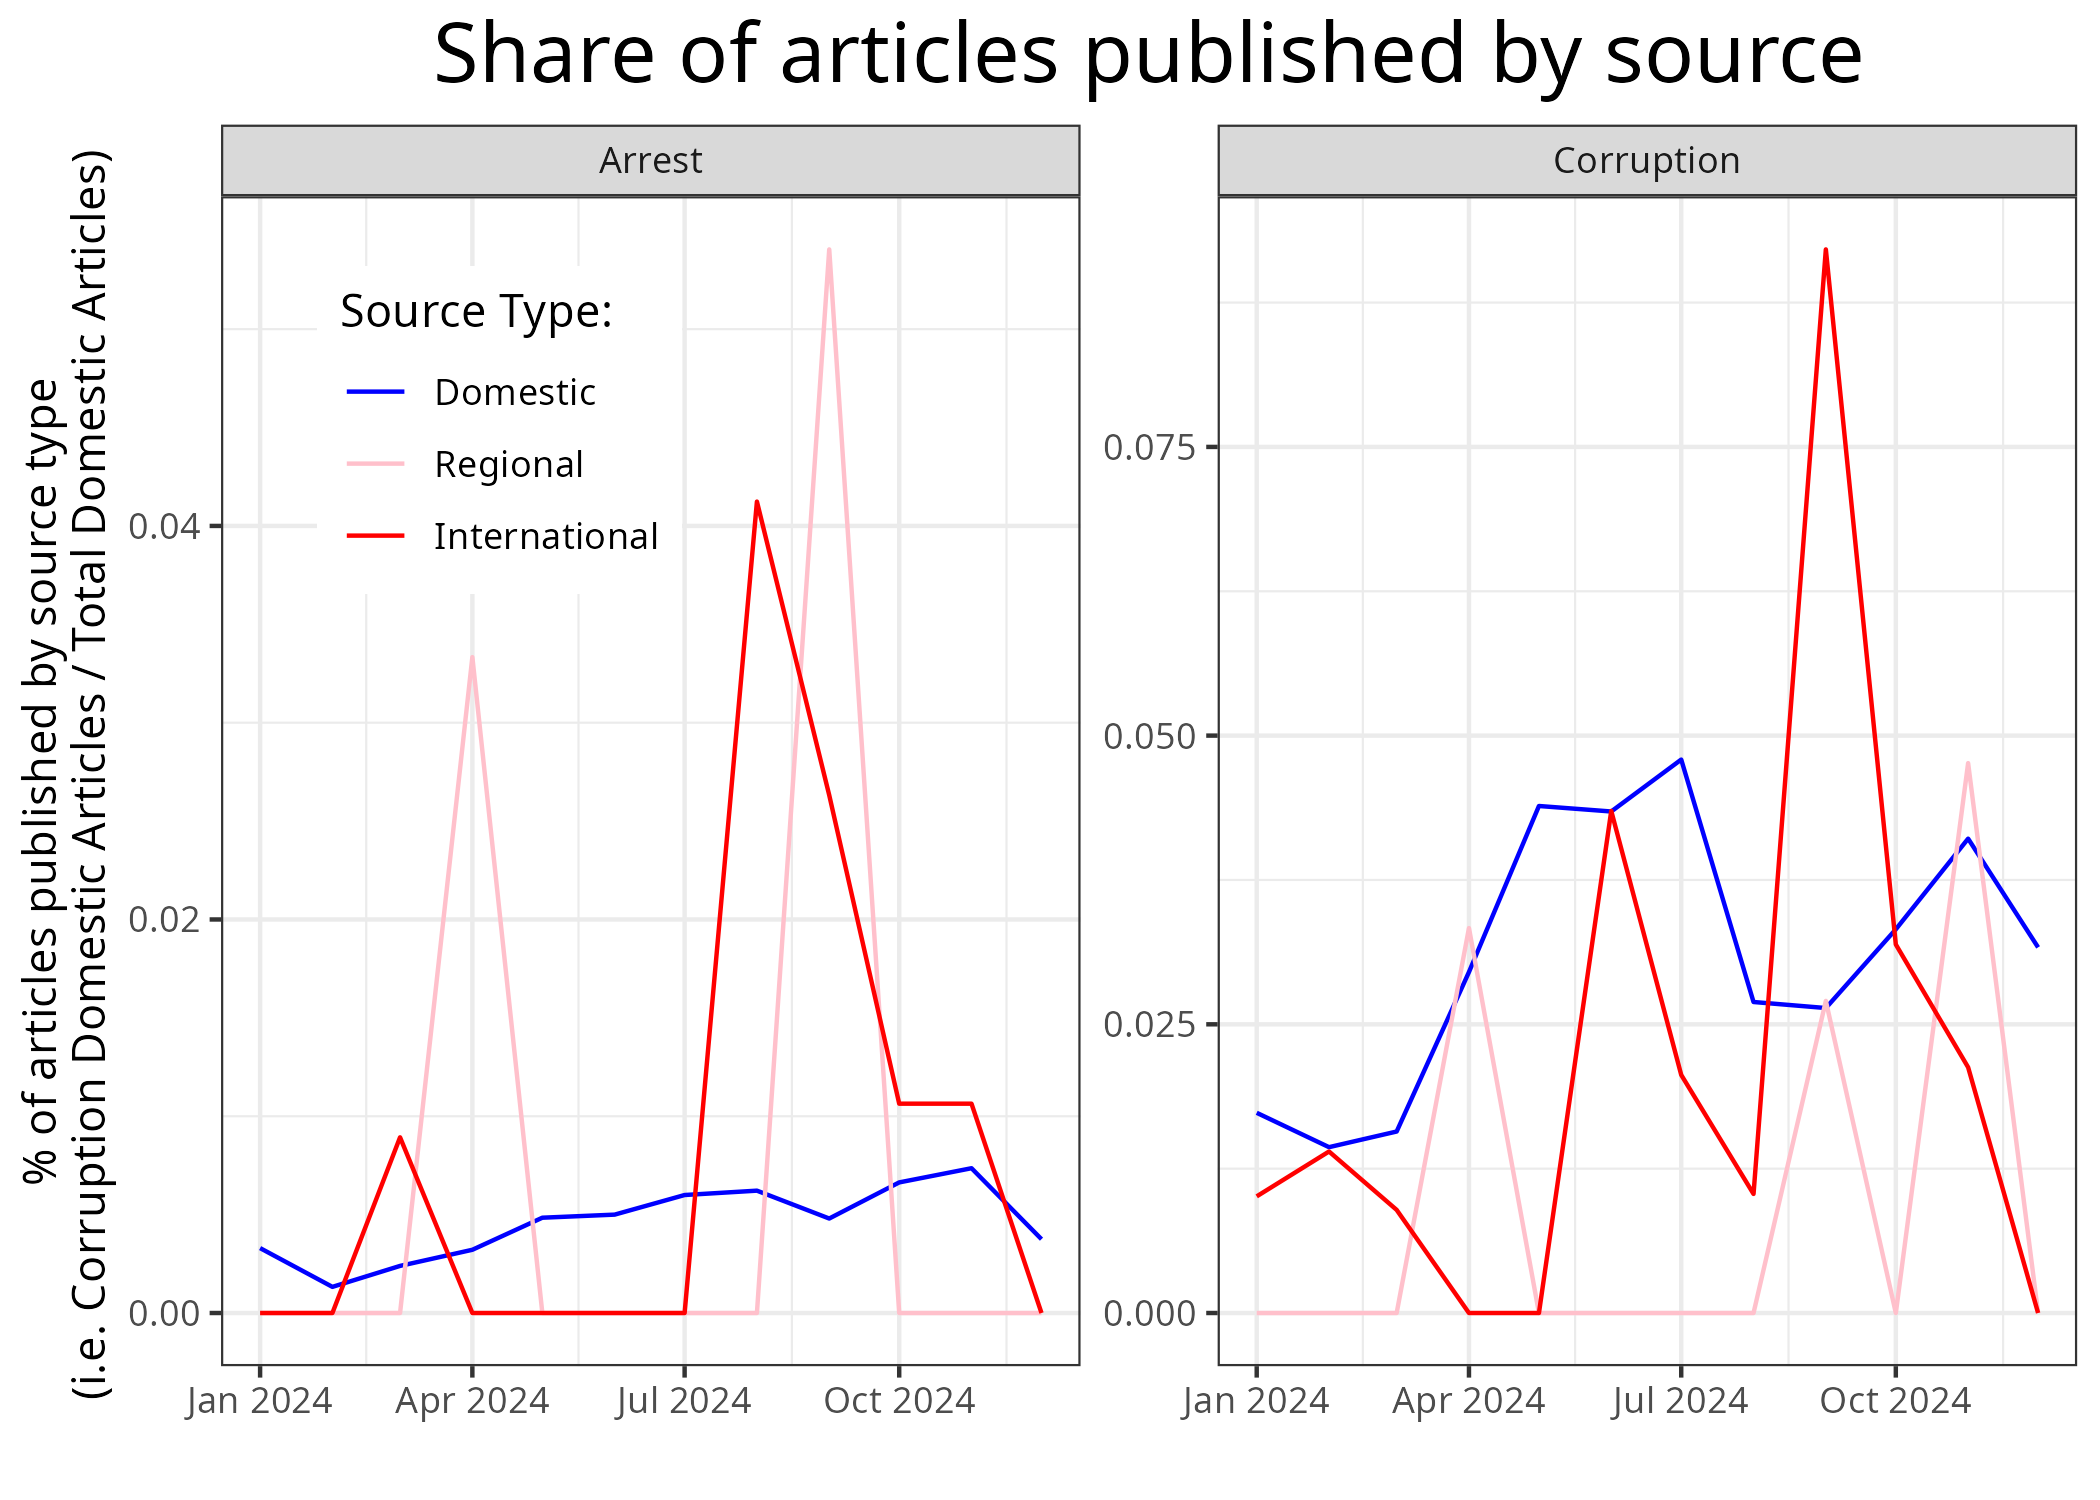 Share of articles published by source
% of articles published by source type
(i.e. Corruption Domestic Articles / Total Domestic Articles)
Arrest
Source Type:
Domestic
Regional
International
0.04
0.02
0.00
Jan 2024 Apr 2024 Jul 2024 Oct 2024
Corruption
0.075
0.050
0.025
0.000
Jan 2024 Apr 2024 Jul 2024 Oct 2024